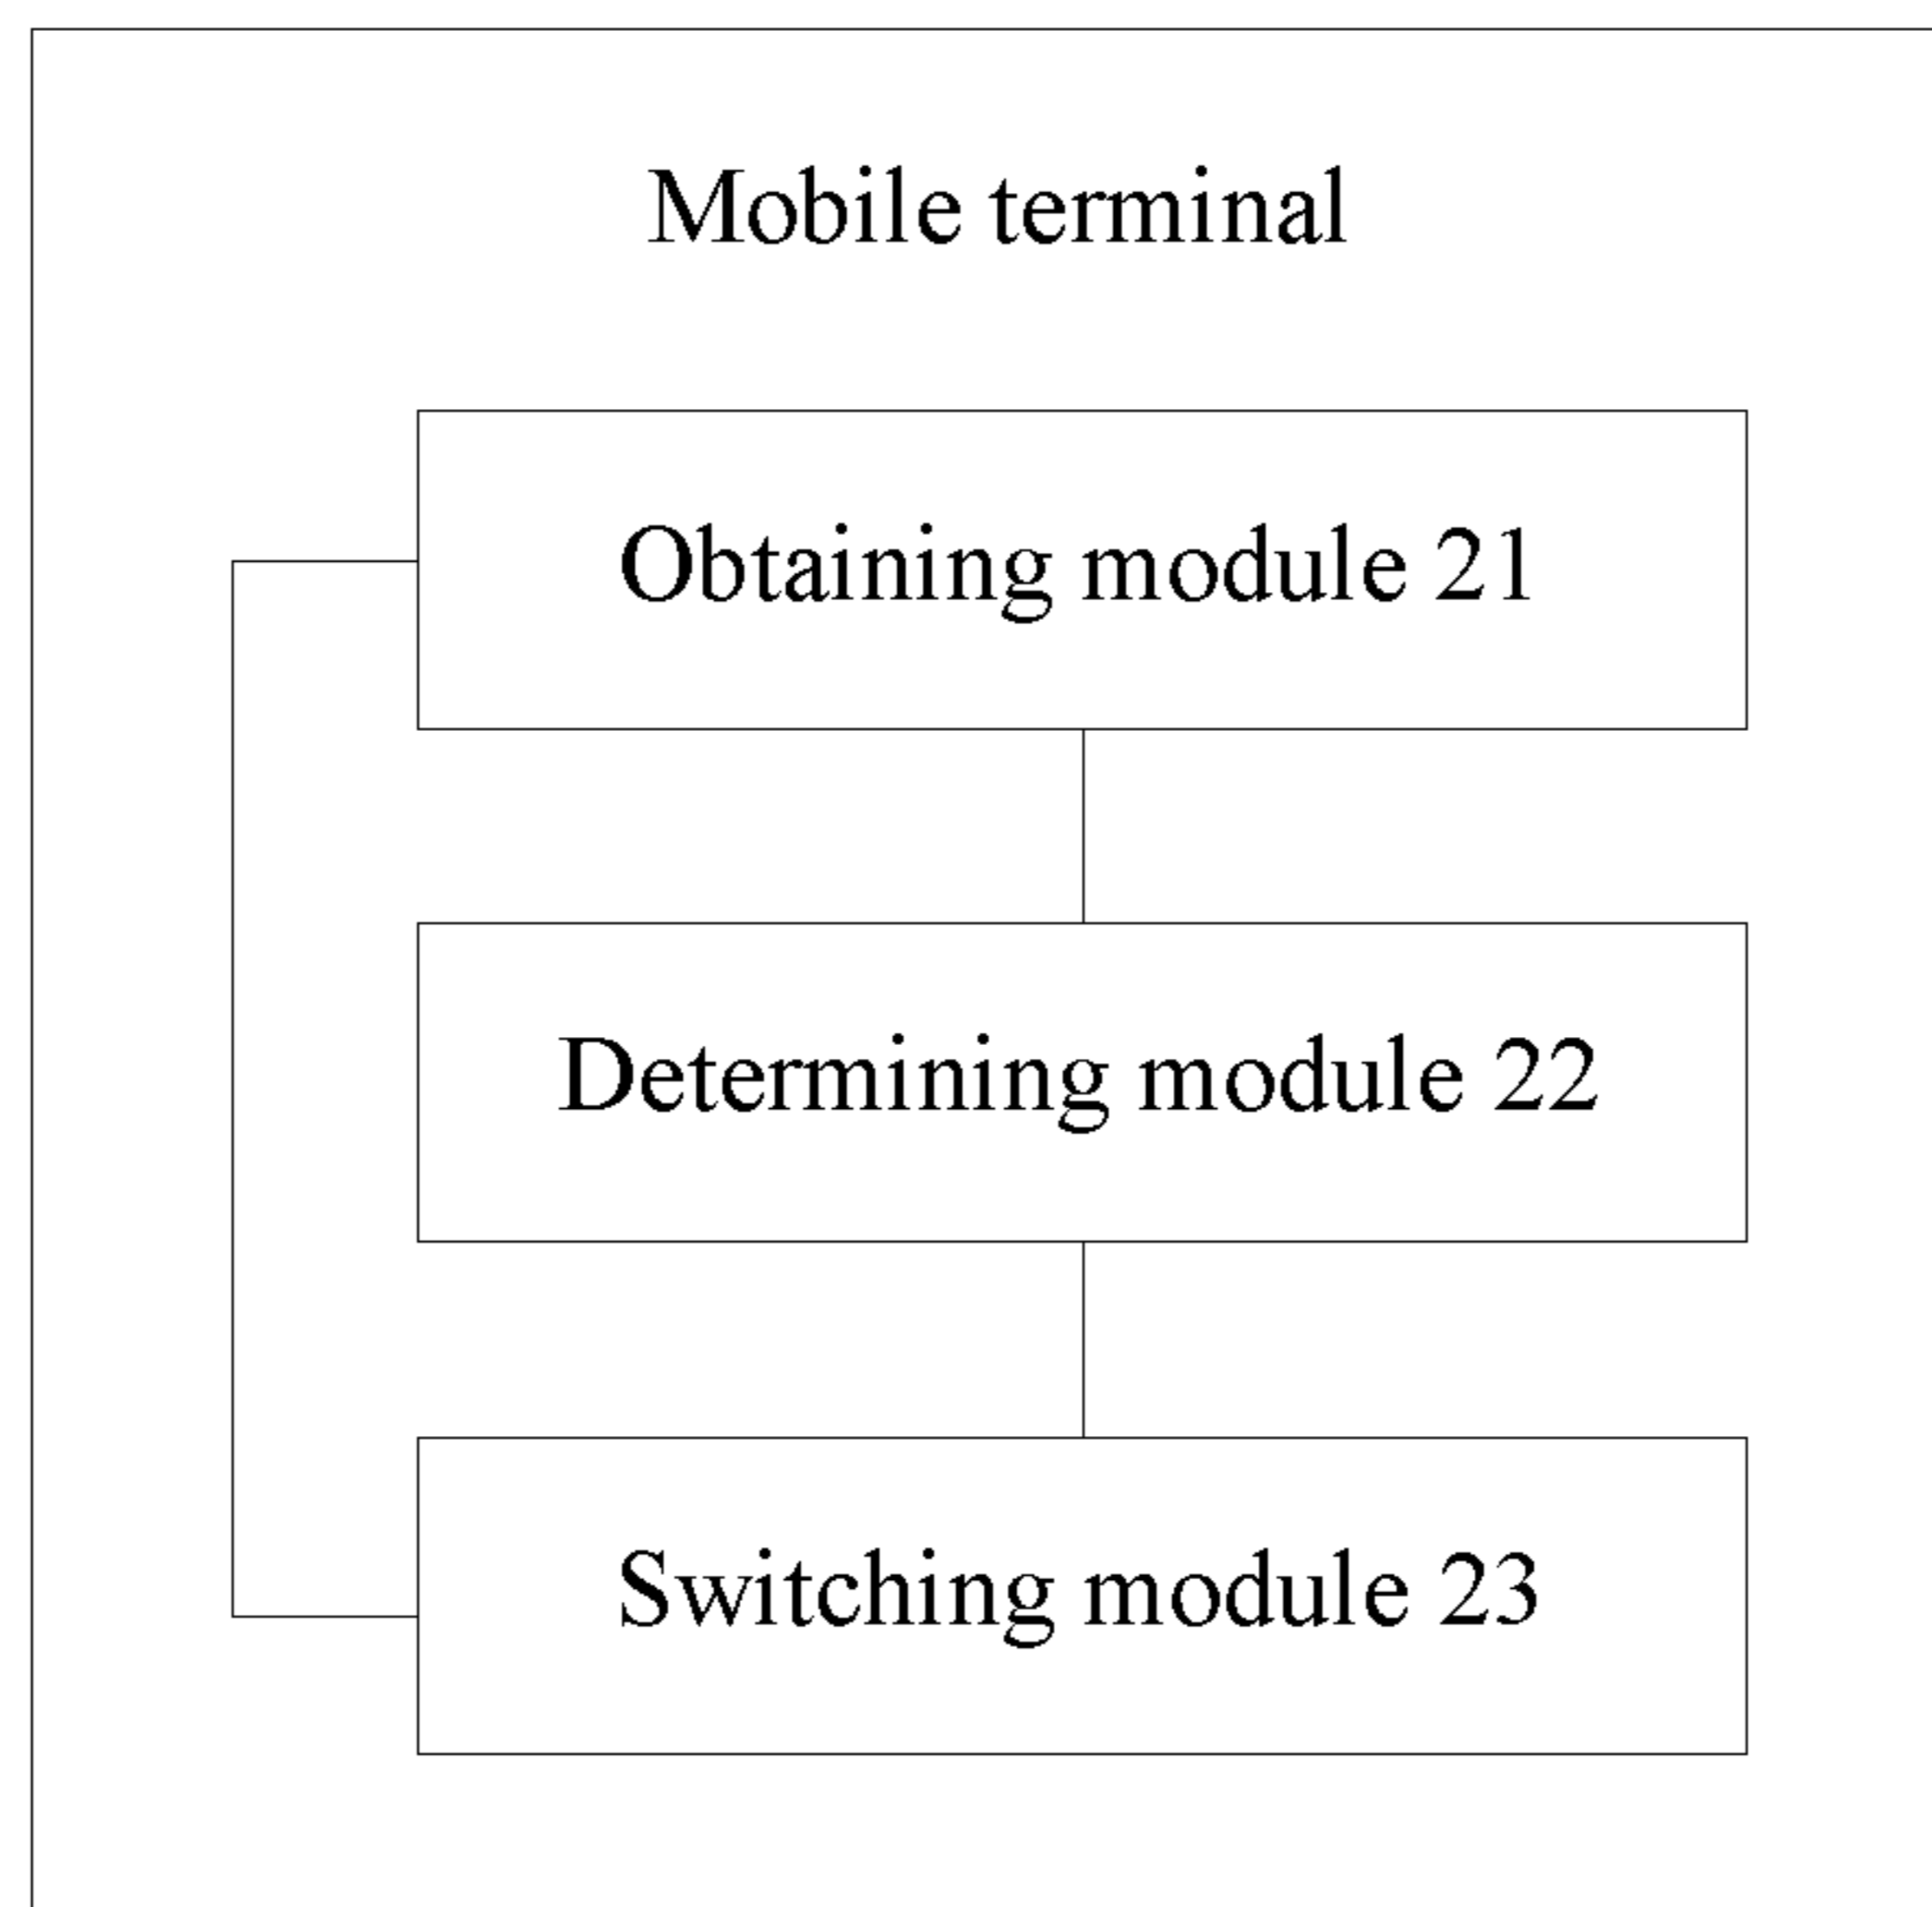 Mobile terminal
Obtaining module 21
Determining module 22
Switching module 23